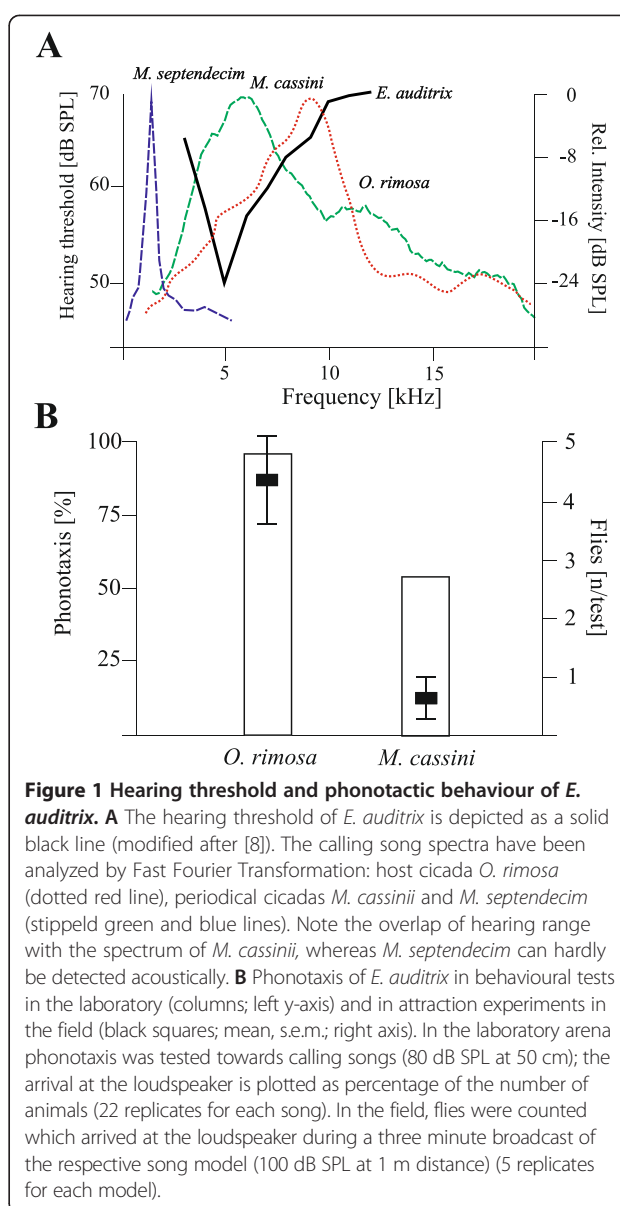 A
M. septendecim
M. cassini
70
0
E. auditrix
Hearing threshold [dB SPL]
Rel. Intensity [dB SPL]
-8
60
O. rimosa
-16
50
-24
5
10
15
Frequency [kHz]
B
100
5
Phonotaxis [%]
Flies [n/test]
4
75
3
50
2
25
1
O. rimosa
M. cassini
Figure 1 Hearing threshold and phonotactic behaviour of E.
auditrix. A The hearing threshold of E. auditrix is depicted as a solid
black line (modified after [8]). The calling song spectra have been
analyzed by Fast Fourier Transformation: host cicada O. rimosa
(dotted red line), periodical cicadas M. cassinii and M. septendecim
(stippeld green and blue lines). Note the overlap of hearing range
with the spectrum of M. cassinii, whereas M. septendecim can hardly
be detected acoustically. B Phonotaxis of E. auditrix in behavioural tests
in the laboratory (columns; left y-axis) and in attraction experiments in
the field (black squares; mean, s.e.m.; right axis). In the laboratory arena
phonotaxis was tested towards calling songs (80 dB SPL at 50 cm); the
arrival at the loudspeaker is plotted as percentage of the number of
animals (22 replicates for each song). In the field, flies were counted
which arrived at the loudspeaker during a three minute broadcast of
the respective song model (100 dB SPL at 1 m distance) (5 replicates
for each model).